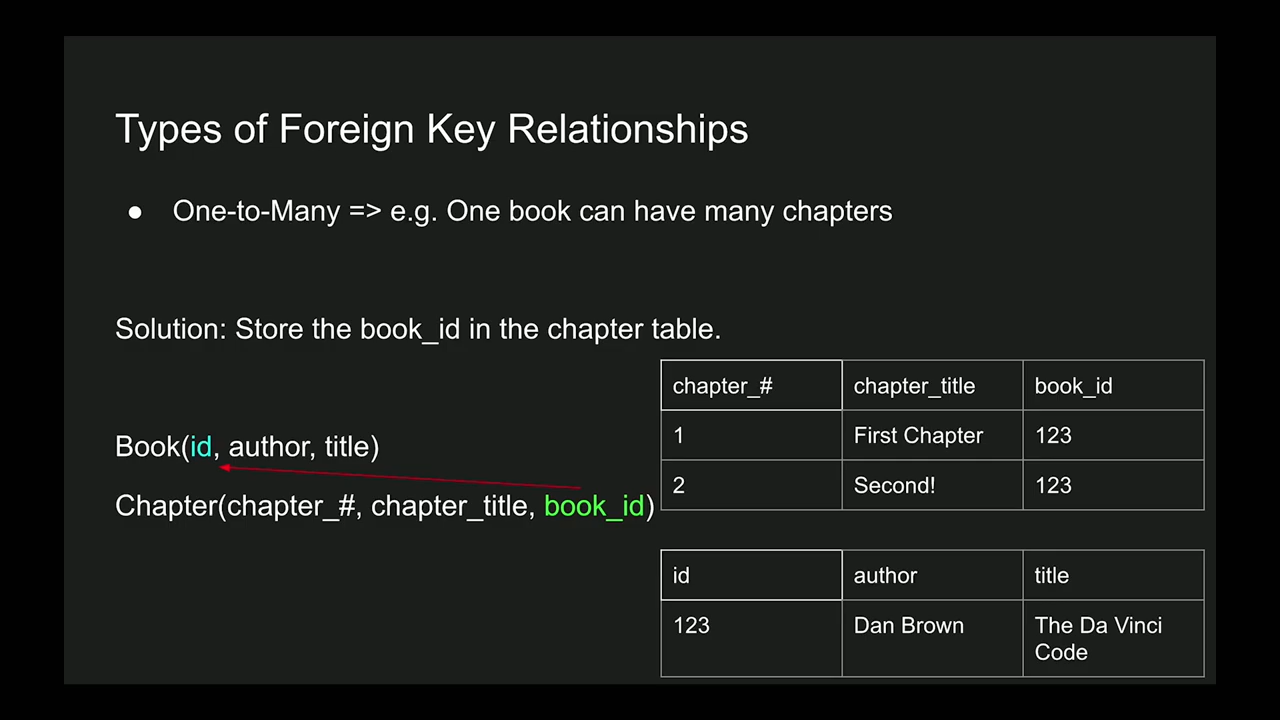 Types of Foreign Key Relationships
● One-to-Many => e.g. One book can have many chapters
Solution: Store the book_id in the chapter table.
Book(id, author, title)
Chapter(chapter_#, chapter_title, book_id)
chapter_# chapter_title book_id
1 First Chapter 123
2 Second! 123
id author title
123 Dan Brown The Da Vinci
Code